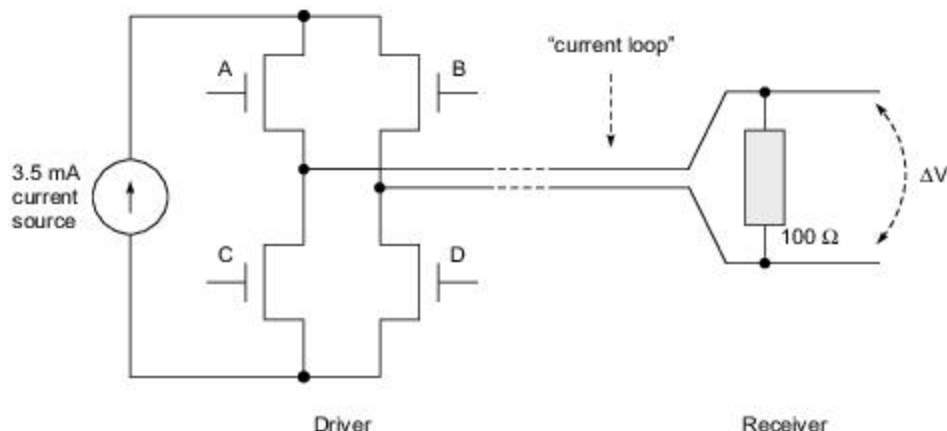 "current loop"
A
B
3.5 mA
current
source
ΔV
100 Ω
C
D
Driver
Receiver